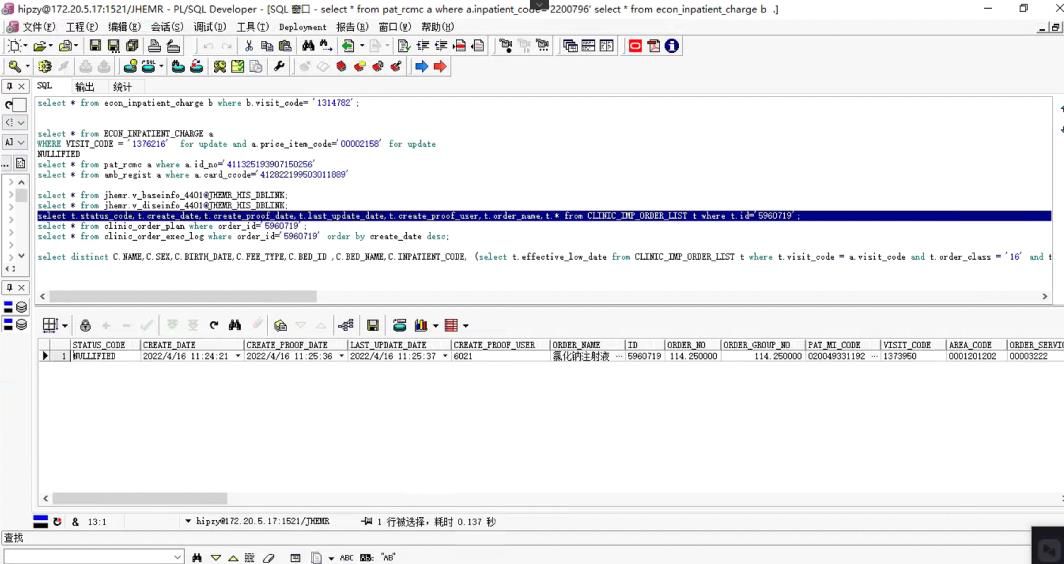 hipzy@172.20.5.17:1521/JHEMR - PL/SQL Developer - [SQL 窗口 - select * from pat_rcmc a where a.inpatient_code='2200796' select * from econ_inpatient_charge b .]
文件(F) 工程(P) 编辑(E) 会话(S) 调试(D) 工具(T) Deployment 报告(R) 窗口(W) 帮助(H)
SQL 输出 统计
select * from econ_inpatient_charge b where b.visit_code= '1314782';
select * from ECON_INPATIENT_CHARGE a
WHERE VISIT_CODE = '1376216' for update and a.price_item_code='00002158' for update
NULLIFIED
select * from pat_rcmc a where a.id_no='411325193907150256'
select * from amb_regist a where a.card_ccode='412822199503011889'
select * from jhemr.v_baseinfo_4401@JHEMR_HIS_DBLINK;
select * from jhemr.v_diseinfo_4401@JHEMR_HIS_DBLINK;
select t.status_code,t.create_date,t.create_proof_date,t.last_update_date,t.create_proof_user,t.order_name,t.* from CLINIC_IMP_ORDER_LIST t where t.id='5960719';
select * from clinic_order_plan where order_id='5960719';
select * from clinic_order_exec_log where order_id='5960719' order by create_date desc;
select distinct C.NAME,C.SEX,C.BIRTH_DATE,C.FEE_TYPE,C.BED_ID ,C.BED_NAME,C.INPATIENT_CODE, (select t.effective_low_date from CLINIC_IMP_ORDER_LIST t where t.visit_code = a.visit_code and t.order_class = '16' and t
STATUS_CODE CREATE_DATE CREATE_PROOF_DATE LAST_UPDATE_DATE CREATE_PROOF_USER ORDER_NAME ID ORDER_NO ORDER_GROUP_NO PAT_MI_CODE VISIT_CODE AREA_CODE ORDER_SERVIC
1 NULLIFIED 2022/4/16 11:24:21 2022/4/16 11:25:36 2022/4/16 11:25:37 6021 氯化钠注射液 … 5960719 114.250000 114.250000 020049331192 … 1373950 0001201202 00003222
& 13:1 hipzy@172.20.5.17:1521/JHEMR 1 行被选择，耗时 0.137 秒
查找
ABC "AB"